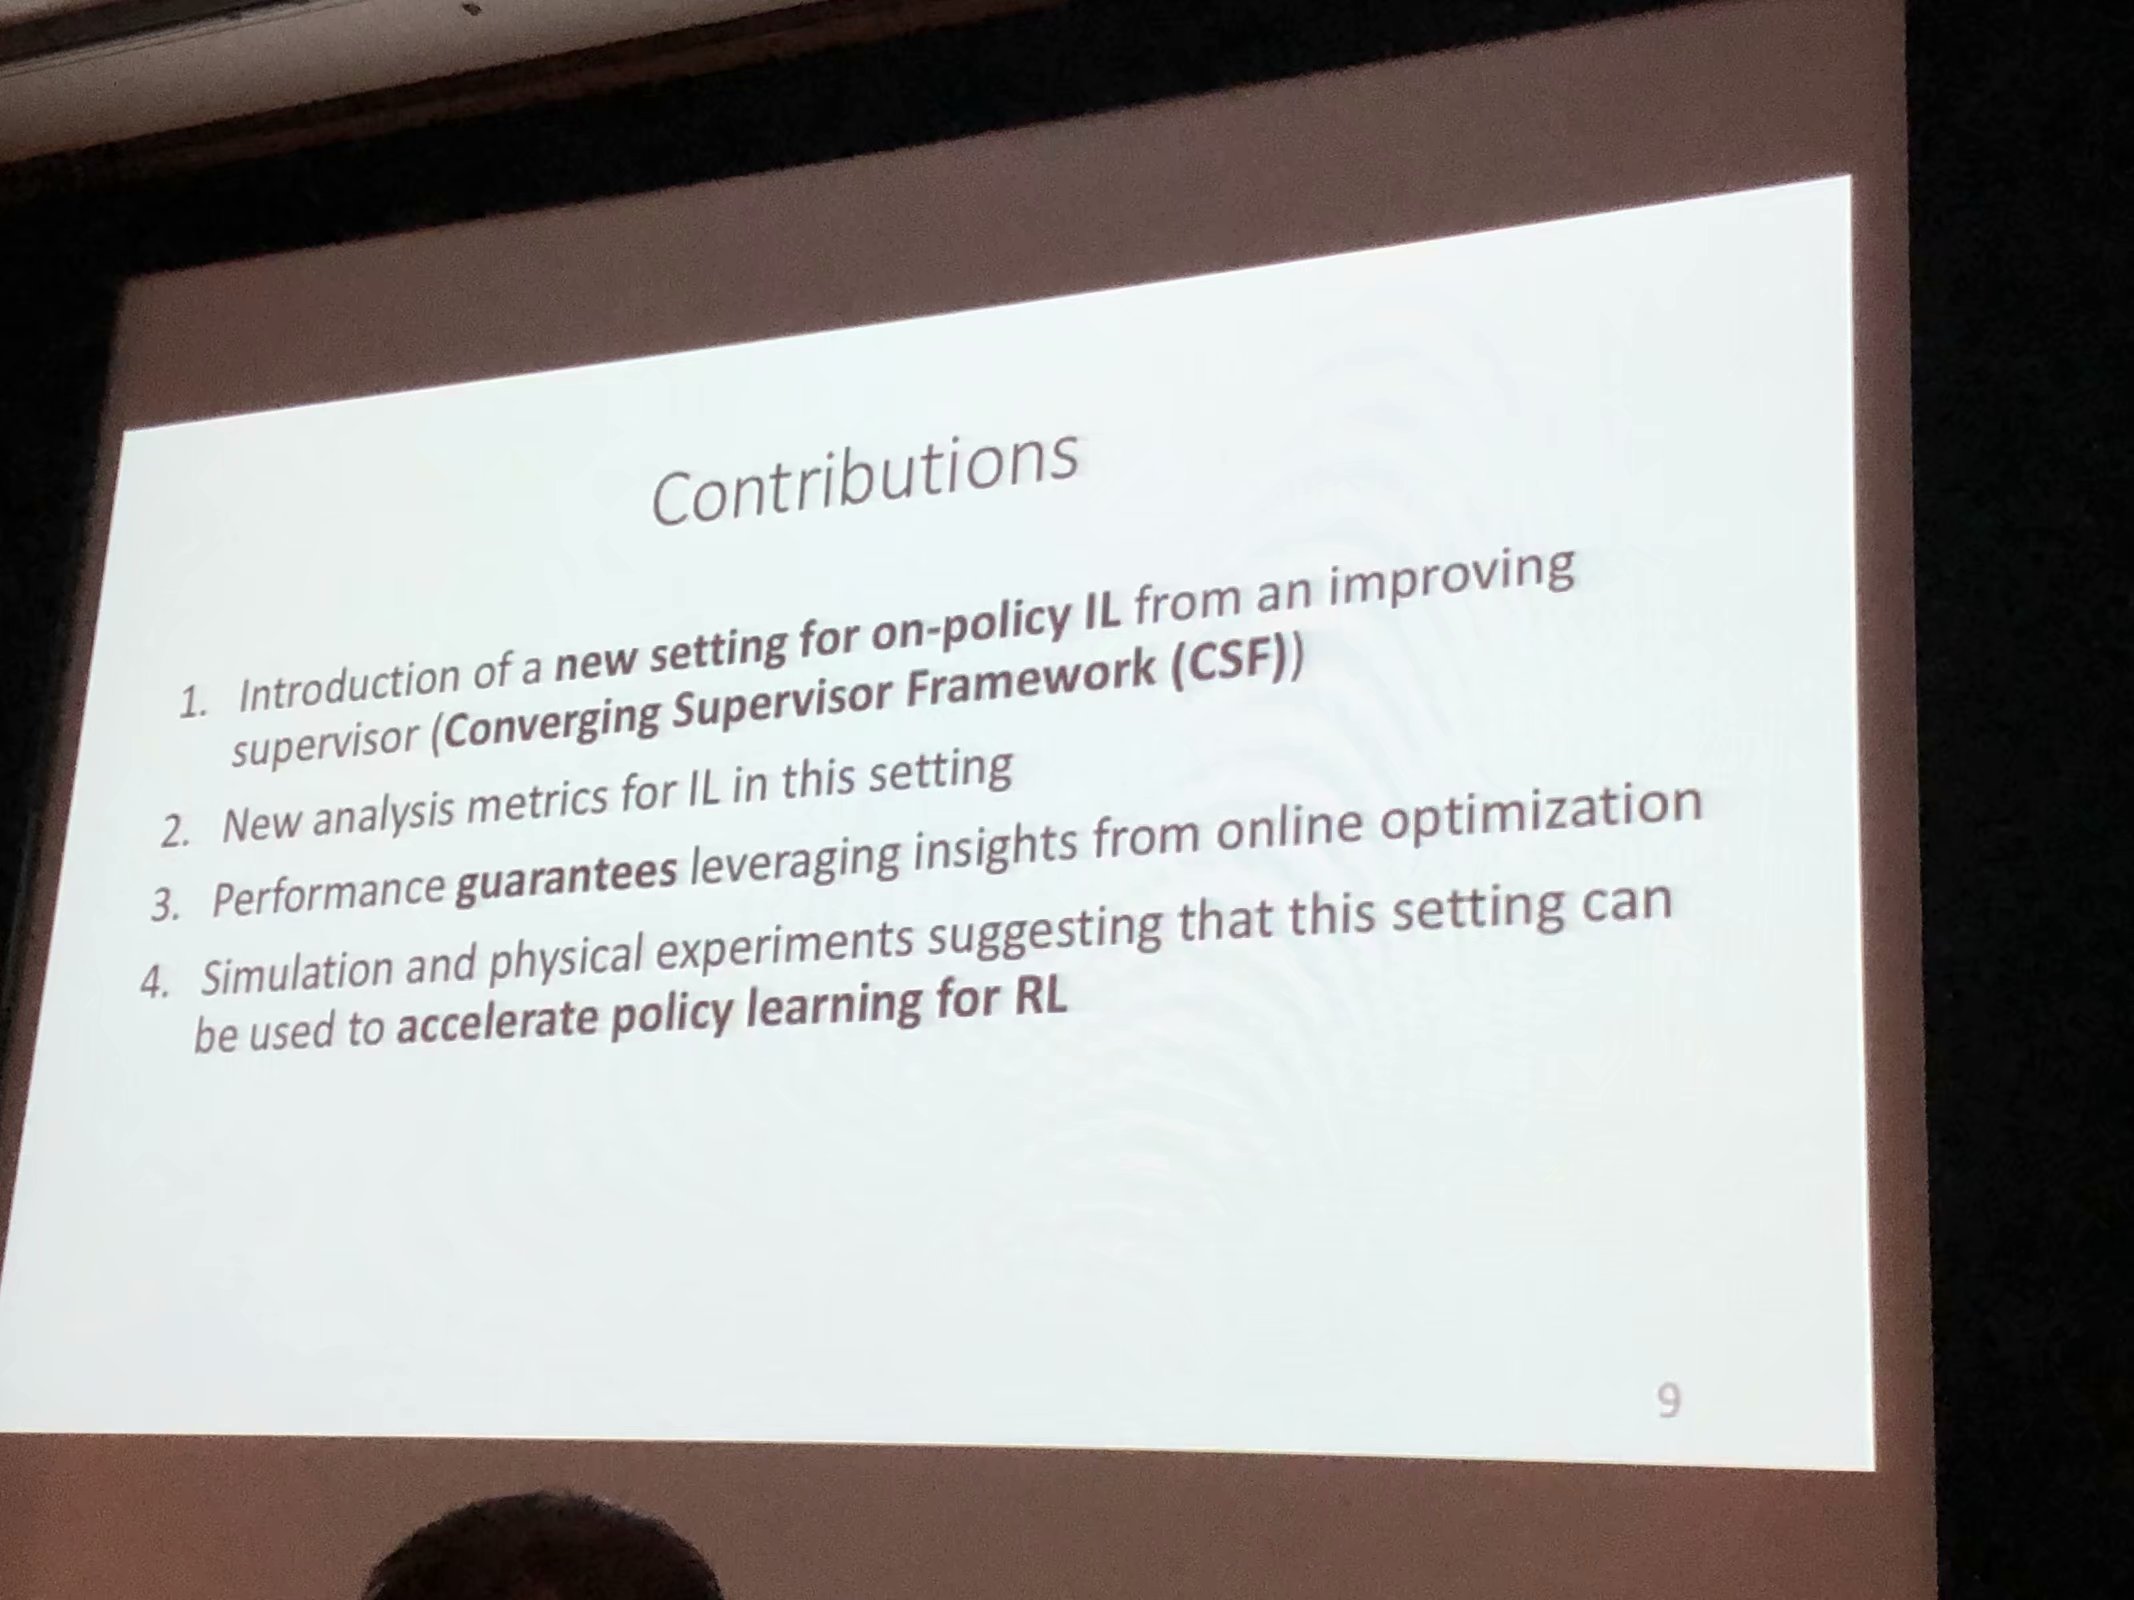 Contributions
1. Introduction of a new setting for on-policy IL from an improving
supervisor (Converging Supervisor Framework (CSF))
2. New analysis metrics for IL in this setting
3. Performance guarantees leveraging insights from online optimization
4. Simulation and physical experiments suggesting that this setting can
be used to accelerate policy learning for RL
9